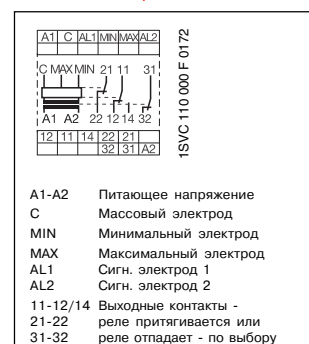 A1 C AL1 MIN MAX AL2
C MAX MIN 21 11 31
A1 A2 22 12 14 32
12 11 14 22 21
32 31 A2
1SVC 110 000 F 0172
A1-A2 Питающее напряжение
C Массовый электрод
MIN Минимальный электрод
MAX Максимальный электрод
AL1 Сигн. электрод 1
AL2 Сигн. электрод 2
11-12/14 Выходные контакты -
21-22 реле притягивается или
31-32 реле отпадает - по выбору